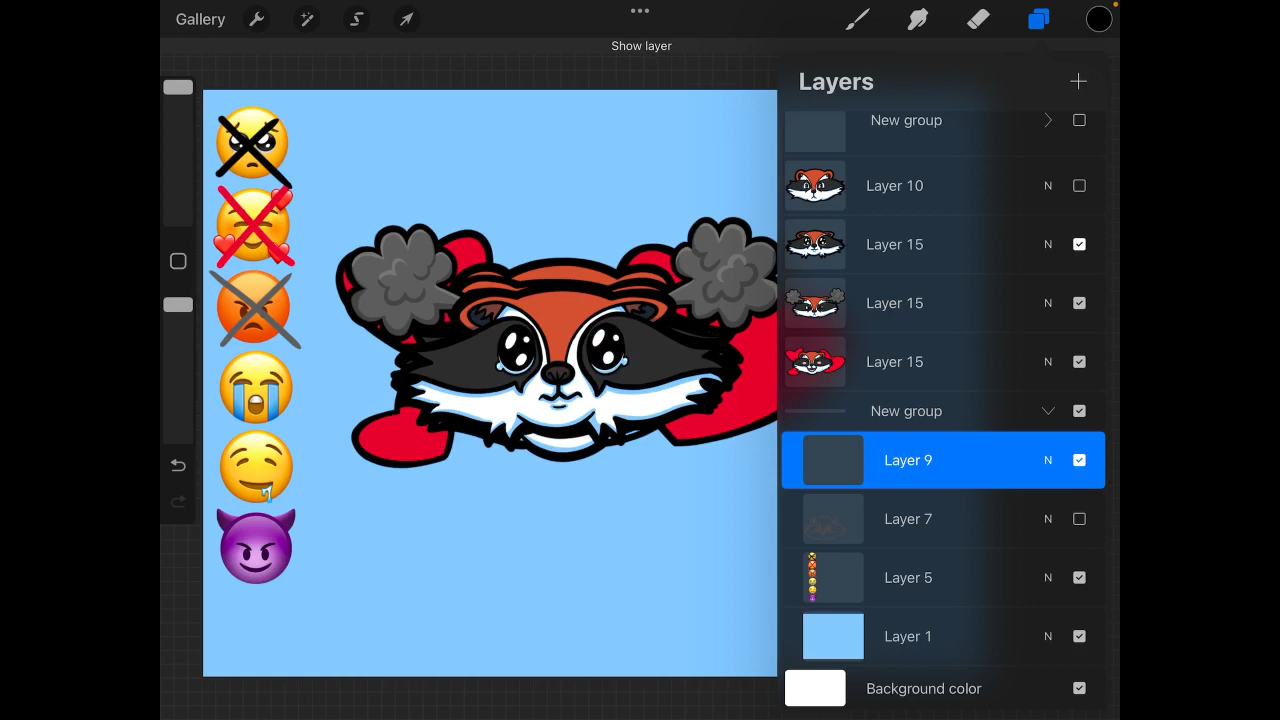 Gallery
Show layer
Layers
New group
Layer 10 N
Layer 15 N
Layer 15 N
Layer 15 N
New group
Layer 9 N
Layer 7 N
Layer 5 N
Layer 1 N
Background color